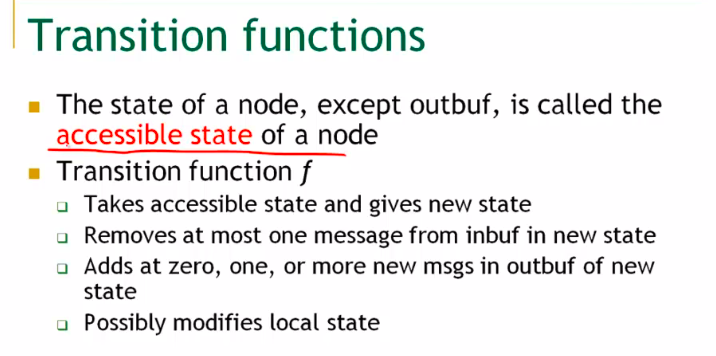 Transition functions
The state of a node, except outbuf, is called the
accessible state of a node
Transition function f
Takes accessible state and gives new state
Removes at most one message from inbuf in new state
Adds at zero, one, or more new msgs in outbuf of new
state
Possibly modifies local state